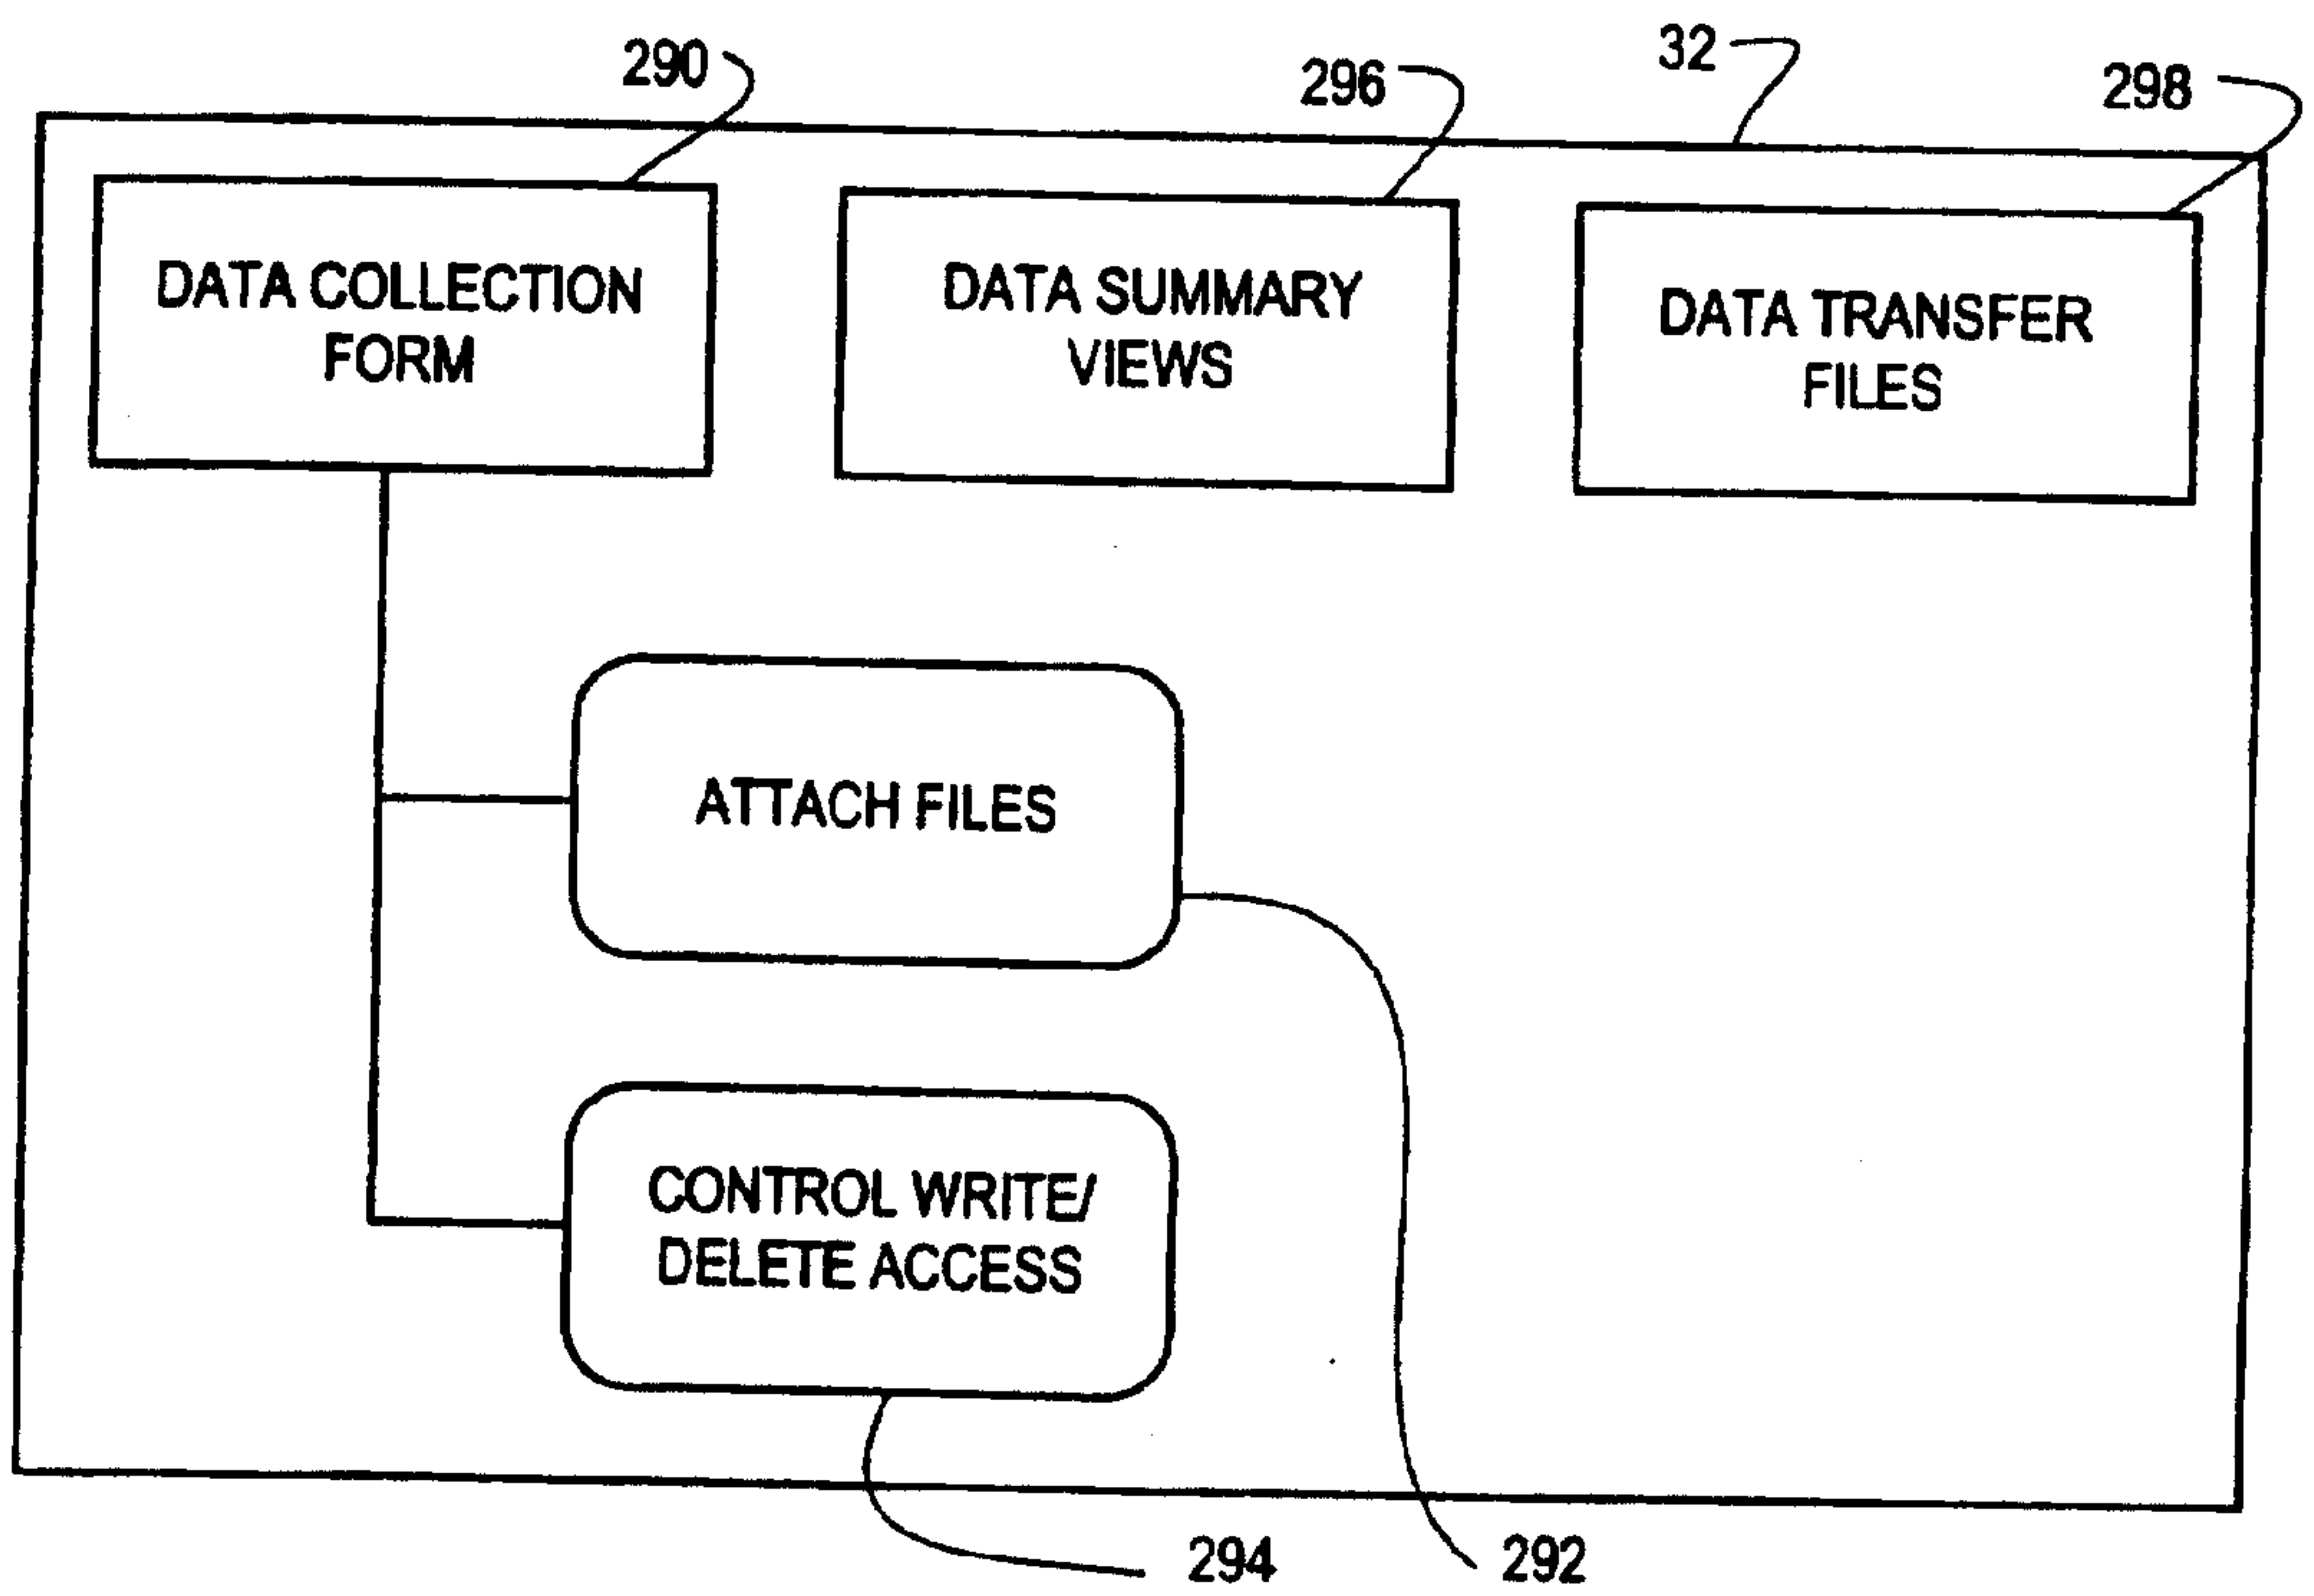 290
296
32
298
DATA COLLECTION
FORM
DATA SUMMARY
VIEWS
DATA TRANSFER
FILES
ATTACH FILES
CONTROL WRITE/
DELETE ACCESS
294
292